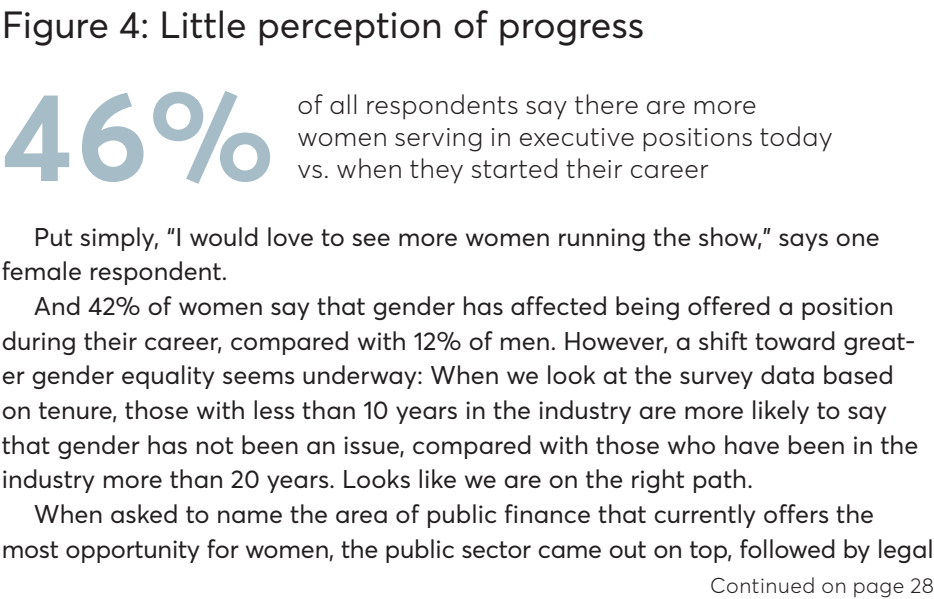 Figure 4: Little perception of progress
46%
of all respondents say there are more
women serving in executive positions today
vs. when they started their career
Put simply, “I would love to see more women running the show,” says one
female respondent.
And 42% of women say that gender has affected being offered a position
during their career, compared with 12% of men. However, a shift toward great-
er gender equality seems underway: When we look at the survey data based
on tenure, those with less than 10 years in the industry are more likely to say
that gender has not been an issue, compared with those who have been in the
industry more than 20 years. Looks like we are on the right path.
When asked to name the area of public finance that currently offers the
most opportunity for women, the public sector came out on top, followed by legal
Continued on page 28